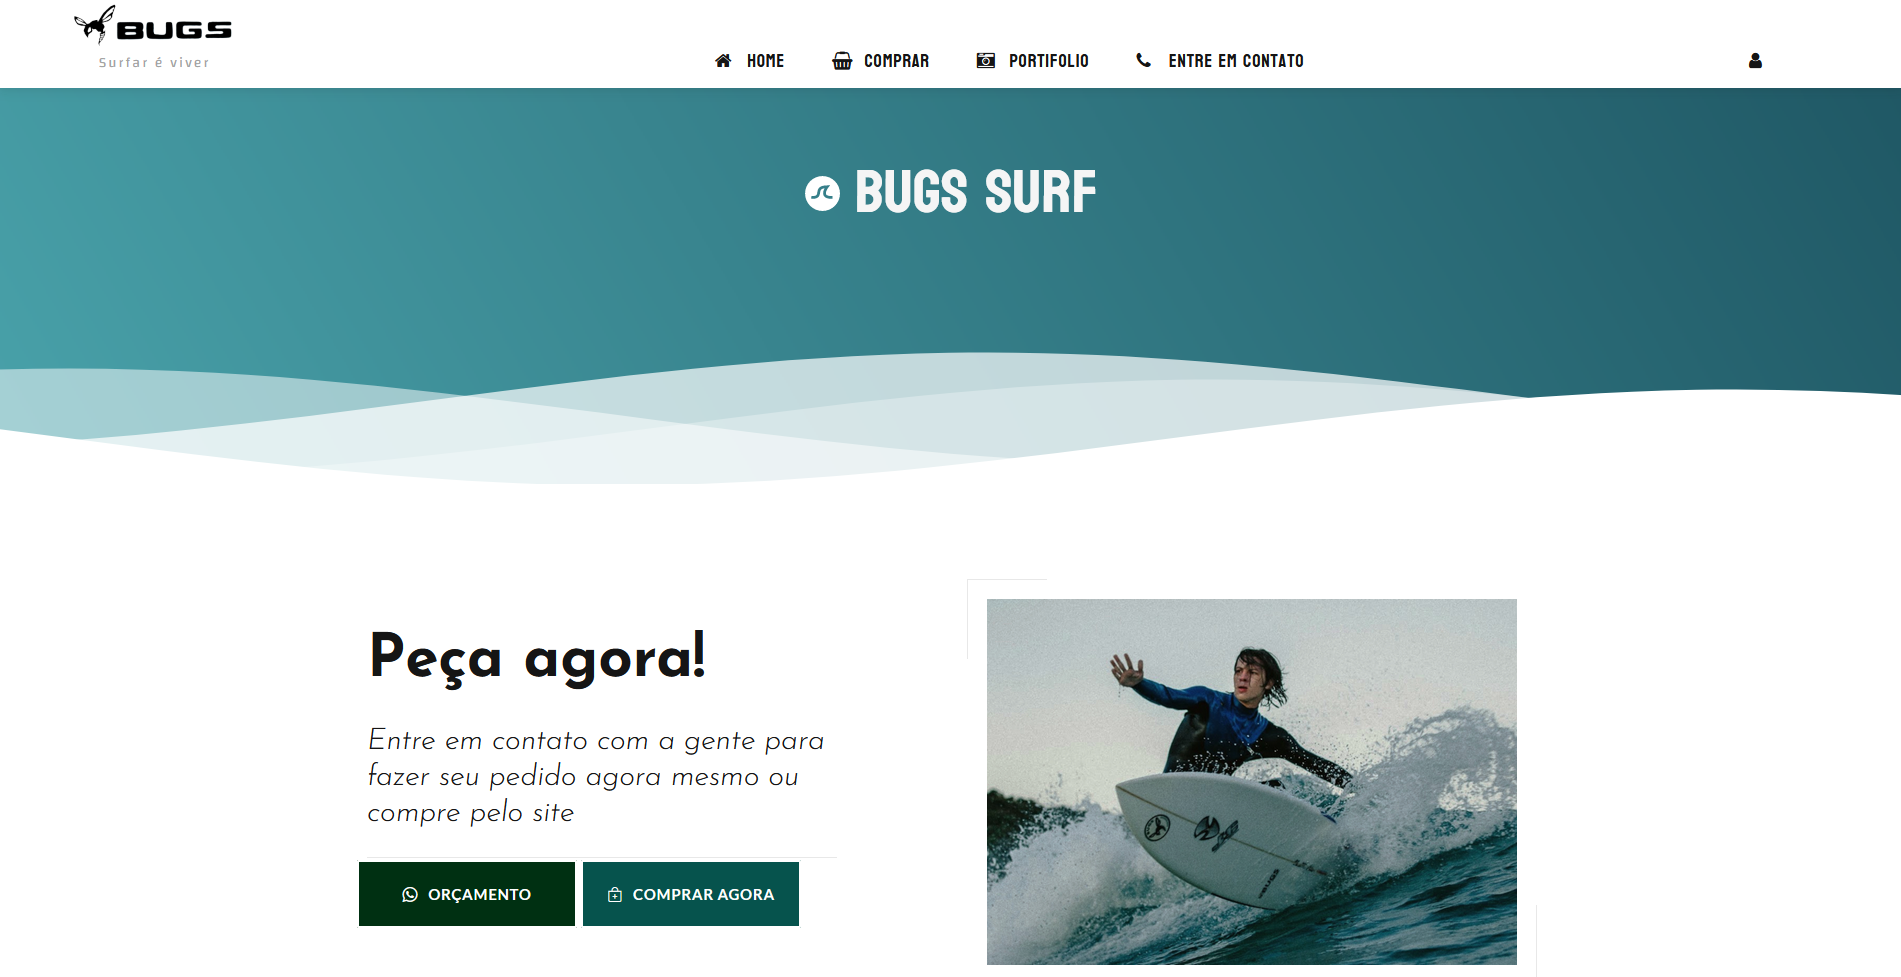 BUGS
Surfar é viver
HOME
COMPRAR
PORTIFOLIO
ENTRE EM CONTATO
BUGS SURF
Peça agora!
Entre em contato com a gente para
fazer seu pedido agora mesmo ou
compre pelo site
ORÇAMENTO
COMPRAR AGORA
BUGS